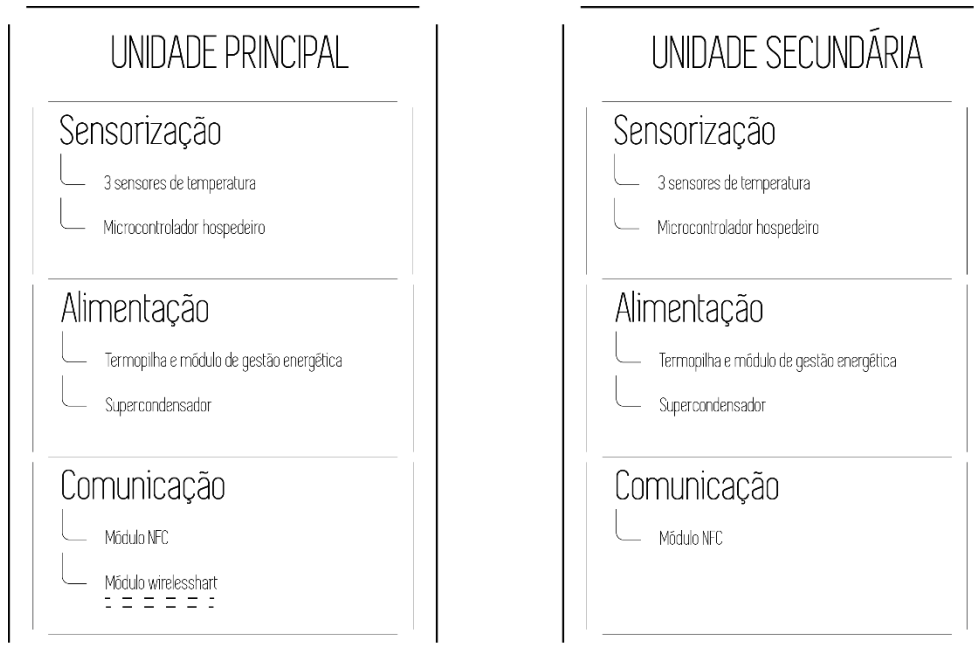 UNIDADE PRINCIPAL
Sensorização
3 sensores de temperatura
Microcontrolador hospedeiro
Alimentação
Termopilha e módulo de gestão energética
Supercondensador
Comunicação
Módulo NFC
Módulo wirelesshart
UNIDADE SECUNDÁRIA
Sensorização
3 sensores de temperatura
Microcontrolador hospedeiro
Alimentação
Termopilha e módulo de gestão energética
Supercondensador
Comunicação
Módulo NFC